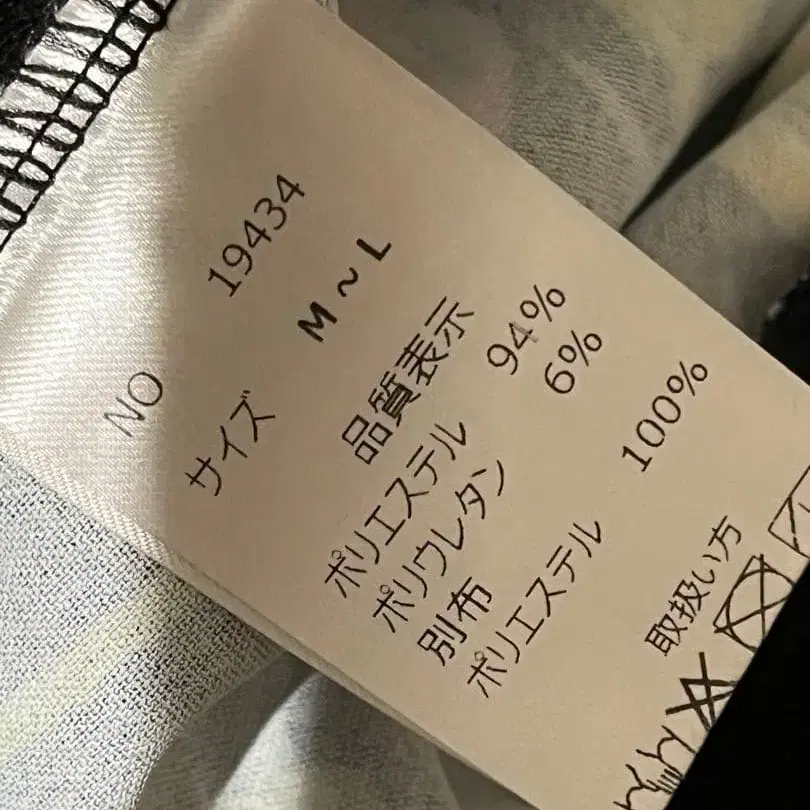 NO 19434
サイズ M~L
品質表示
ポリエステル 94%
ポリウレタン 6%
別布
ポリエステル 100%
取扱い方